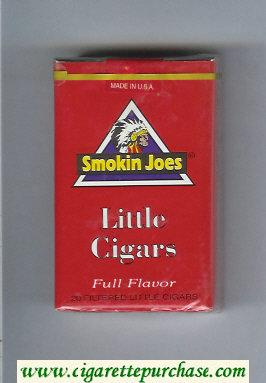 MADE IN U.S.A.
Smokin Joes®
Little
Cigars
Full Flavor
20 FILTERED LITTLE CIGARS
www.cigarettepurchase.com